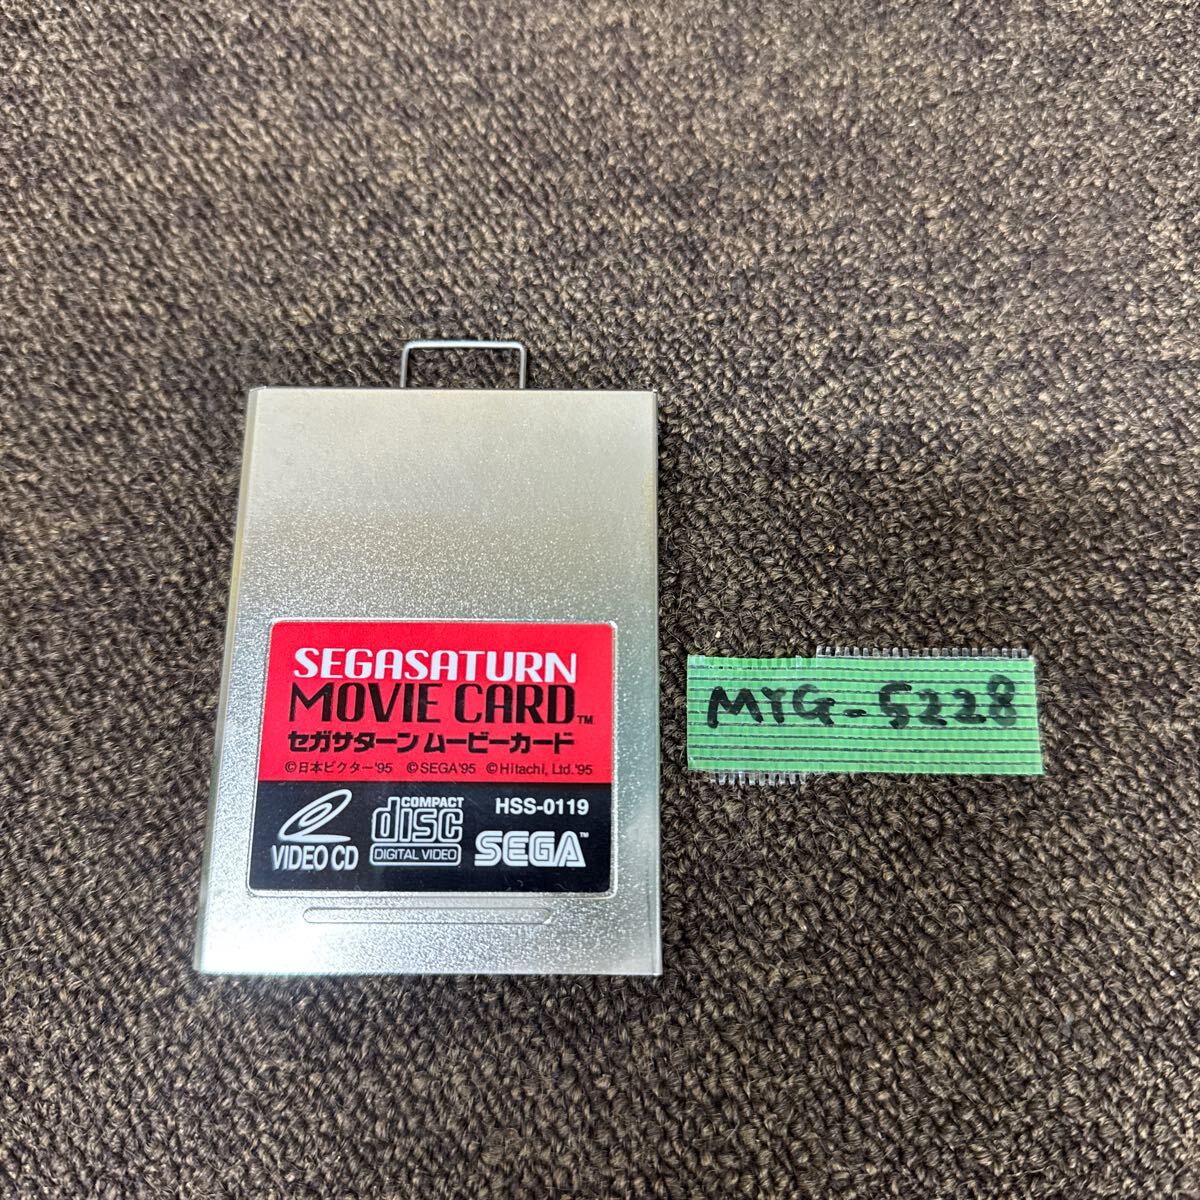 SEGASATURN
MOVIE CARD™
セガサターン ムービーカード
©日本ビクター'95 ©SEGA'95 ©Hitachi, Ltd.'95
HSS-0119
VIDEO CD
COMPACT
disc
DIGITAL VIDEO
SEGA™
MYG-5228